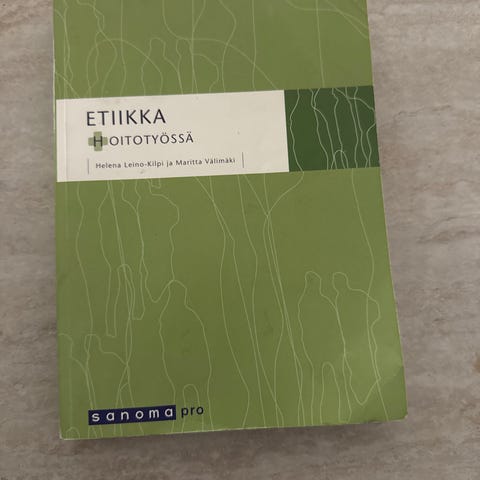 ETIIKKA
HOITOTYÖSSÄ
Helena Leino-Kilpi ja Maritta Välimäki
sanoma pro